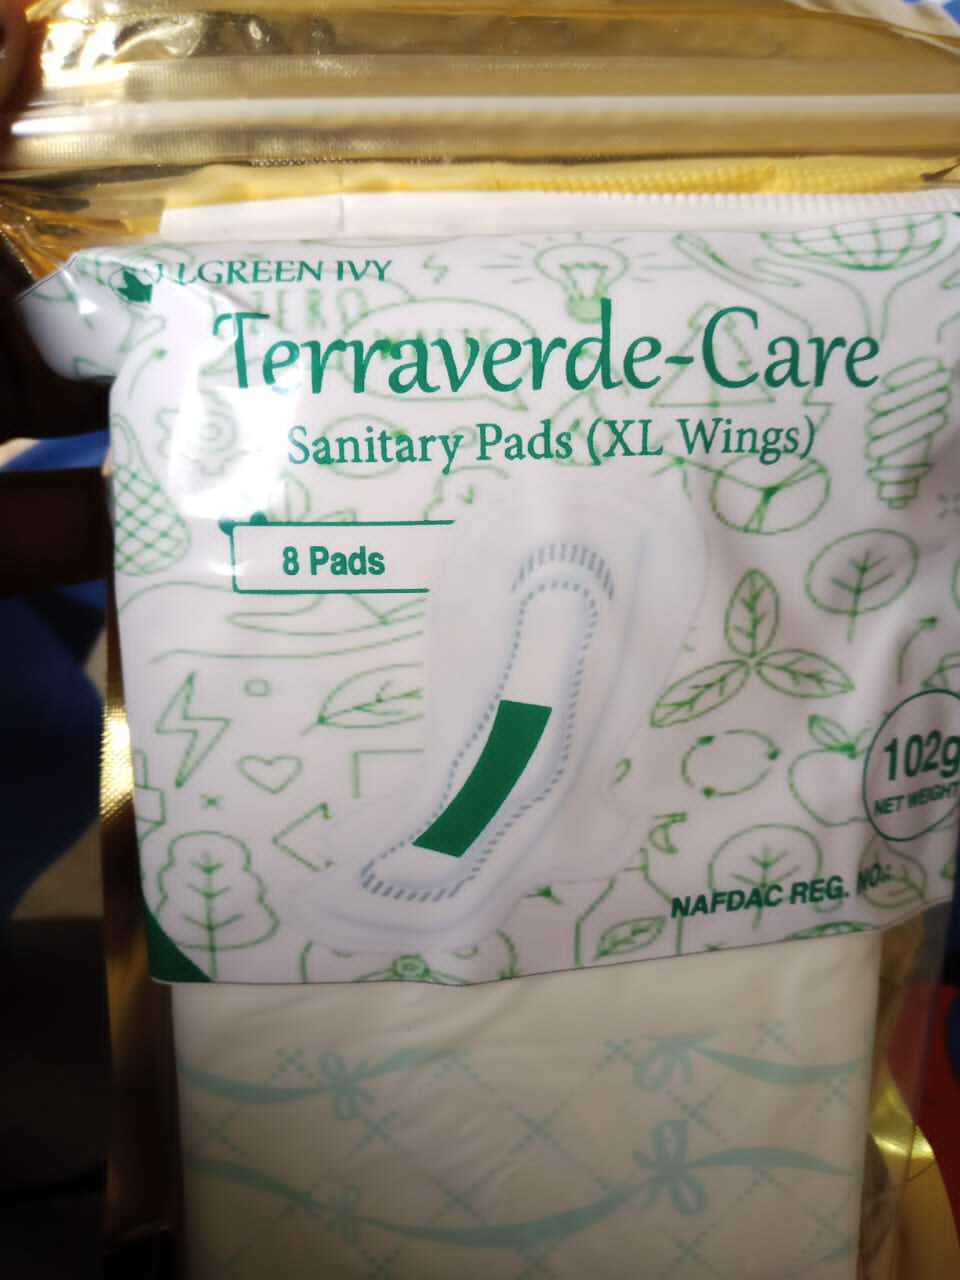 GREEN IVY
Terraverde-Care
Sanitary Pads (XL Wings)
8 Pads
102g
NET WEIGHT
NAFDAC REG. NO: